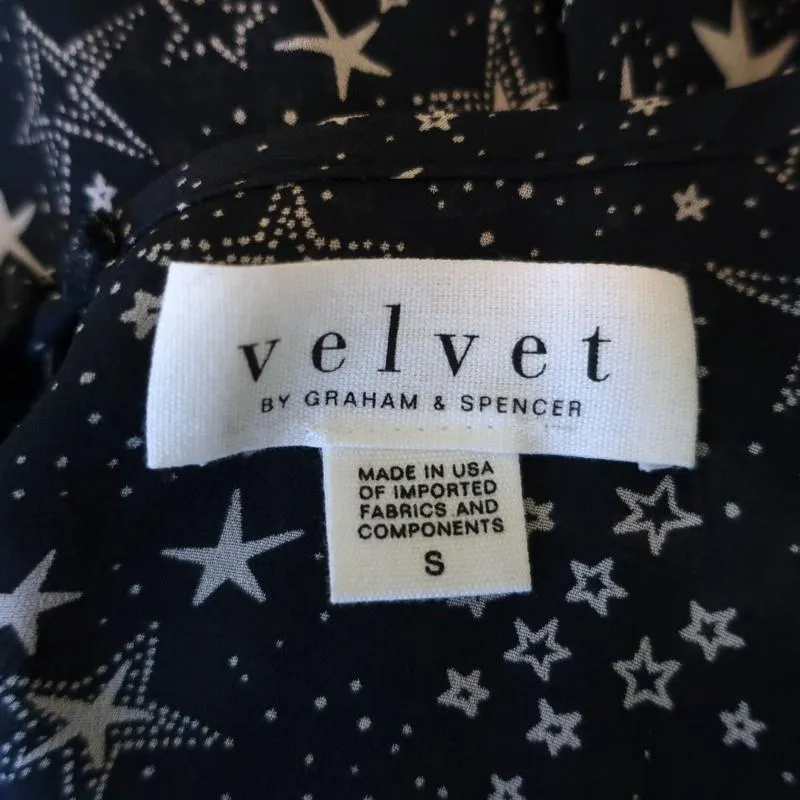 velvet
BY GRAHAM & SPENCER
MADE IN USA
OF IMPORTED
FABRICS AND
COMPONENTS
S